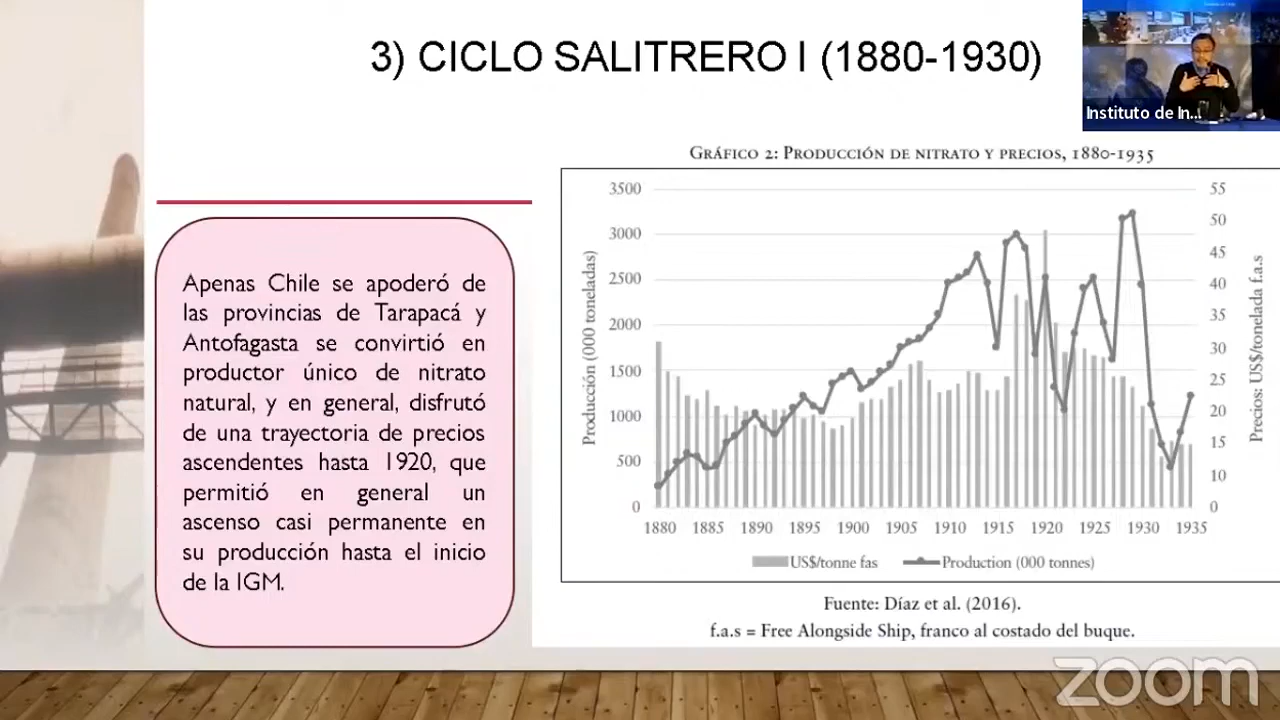 3) CICLO SALITRERO I (1880-1930)
Instituto de In...
Apenas Chile se apoderó de
las provincias de Tarapacá y
Antofagasta se convirtió en
productor único de nitrato
natural, y en general, disfrutó
de una trayectoria de precios
ascendentes hasta 1920, que
permitió en general un
ascenso casi permanente en
su producción hasta el inicio
de la IGM.
Gráfico 2: Producción de nitrato y precios, 1880-1935
Producción (000 toneladas)
3500
3000
2500
2000
1500
1000
500
0
55
50
45
40
35
30
25
20
15
10
5
0
Precios: US$/tonelada f.a.s
1880 1885 1890 1895 1900 1905 1910 1915 1920 1925 1930 1935
US$/tonne fas Production (000 tonnes)
Fuente: Díaz et al. (2016).
f.a.s = Free Alongside Ship, franco al costado del buque.
zoom